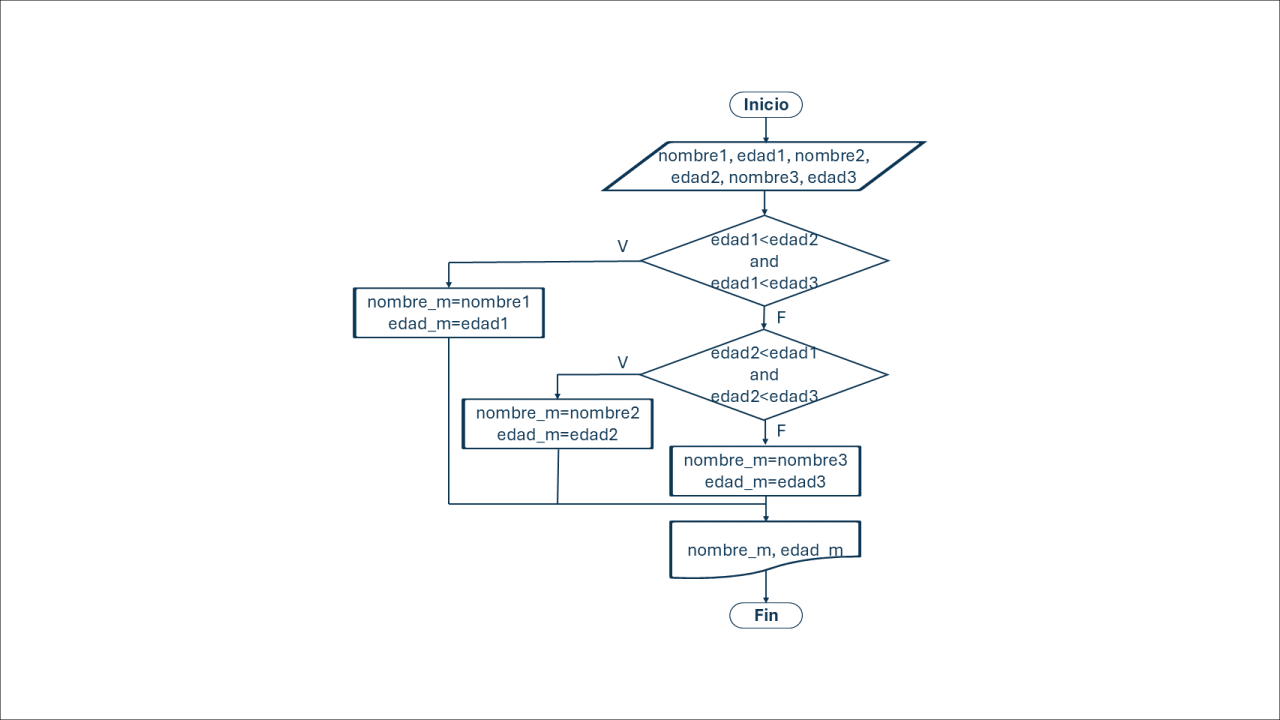 Inicio
nombre1, edad1, nombre2,
edad2, nombre3, edad3
edad1<edad2
and
edad1<edad3
V
nombre_m=nombre1
edad_m=edad1
F
edad2<edad1
and
edad2<edad3
V
nombre_m=nombre2
edad_m=edad2
F
nombre_m=nombre3
edad_m=edad3
nombre_m, edad_m
Fin